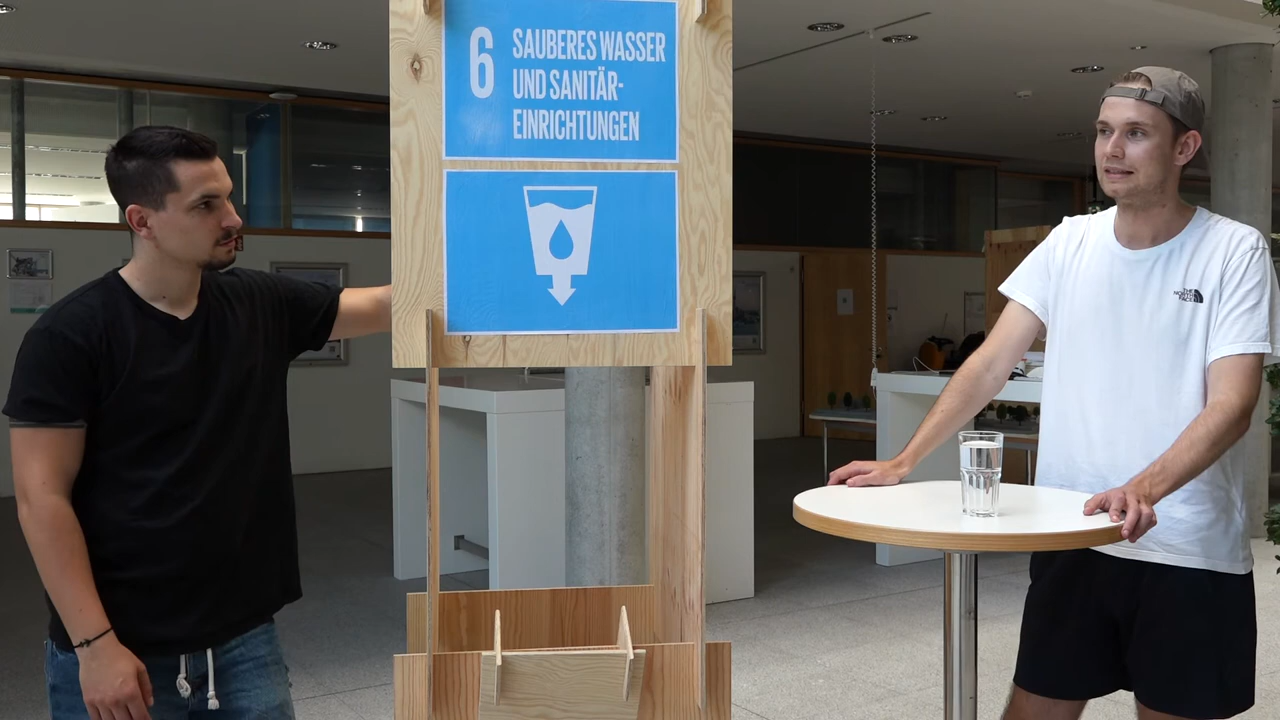 6
SAUBERES WASSER
UND SANITÄR-
EINRICHTUNGEN
THE
NORTH
FACE